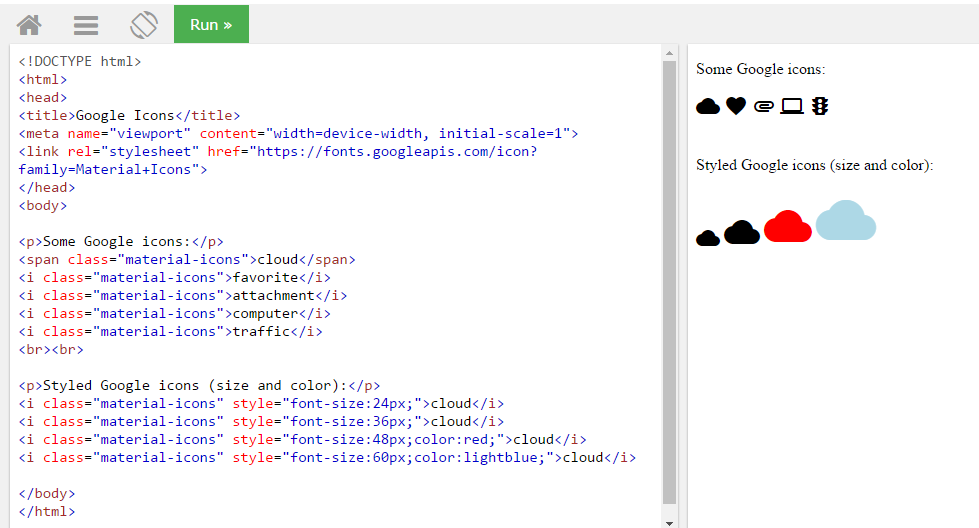 Run »
<!DOCTYPE html>
<html>
<head>
<title>Google Icons</title>
<meta name="viewport" content="width=device-width, initial-scale=1">
<link rel="stylesheet" href="https://fonts.googleapis.com/icon?
family=Material+Icons">
</head>
<body>
<p>Some Google icons:</p>
<span class="material-icons">cloud</span>
<i class="material-icons">favorite</i>
<i class="material-icons">attachment</i>
<i class="material-icons">computer</i>
<i class="material-icons">traffic</i>
<br><br>
<p>Styled Google icons (size and color):</p>
<i class="material-icons" style="font-size:24px;">cloud</i>
<i class="material-icons" style="font-size:36px;">cloud</i>
<i class="material-icons" style="font-size:48px;color:red;">cloud</i>
<i class="material-icons" style="font-size:60px;color:lightblue;">cloud</i>
</body>
</html>
Some Google icons:
Styled Google icons (size and color):